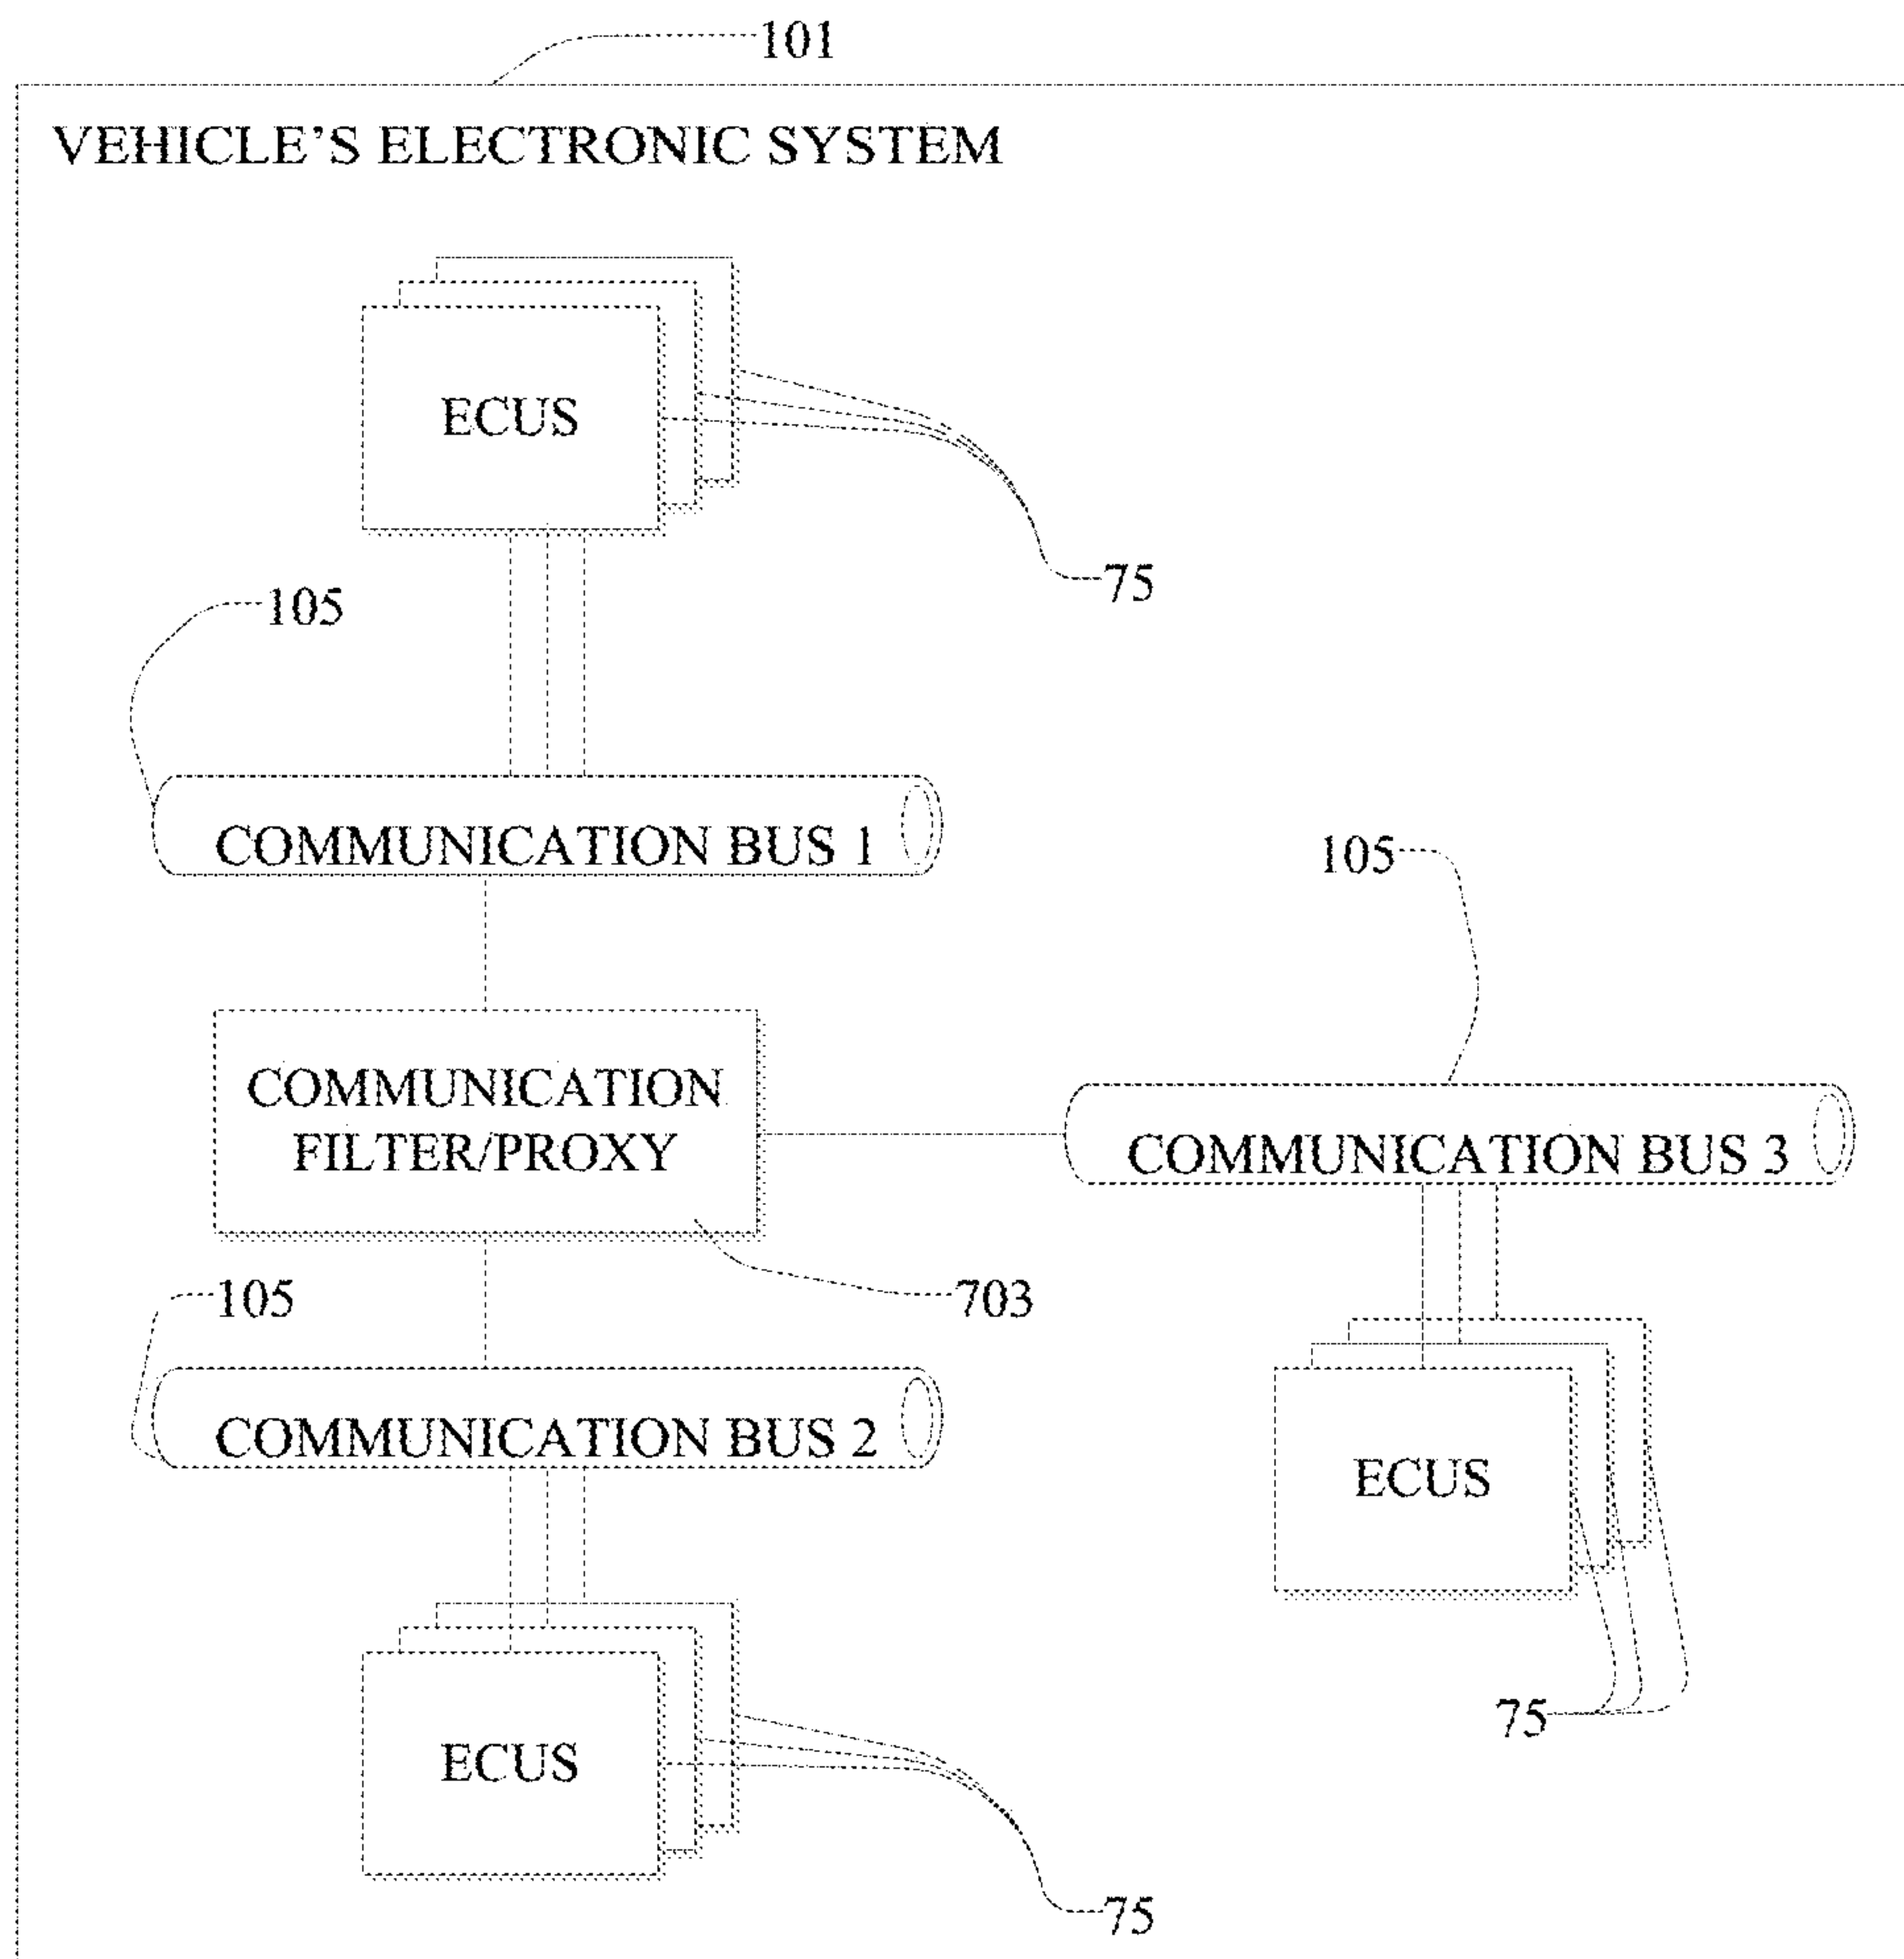 101
VEHICLE'S ELECTRONIC SYSTEM
ECUS
75
105
COMMUNICATION BUS 1
105
COMMUNICATION
FILTER/PROXY
COMMUNICATION BUS 3
703
105
COMMUNICATION BUS 2
ECUS
75
ECUS
75